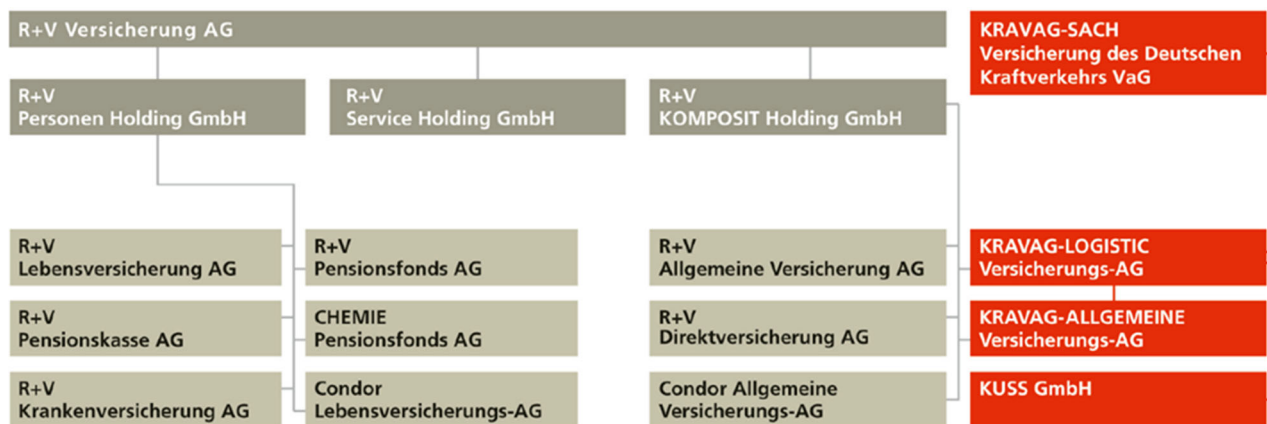 R+V Versicherung AG
KRAVAG-SACH
Versicherung des Deutschen
Kraftverkehrs VaG
R+V
Personen Holding GmbH
R+V
Service Holding GmbH
R+V
KOMPOSIT Holding GmbH
R+V
Lebensversicherung AG
R+V
Pensionsfonds AG
R+V
Allgemeine Versicherung AG
KRAVAG-LOGISTIC
Versicherungs-AG
R+V
Pensionskasse AG
CHEMIE
Pensionsfonds AG
R+V
Direktversicherung AG
KRAVAG-ALLGEMEINE
Versicherungs-AG
R+V
Krankenversicherung AG
Condor
Lebensversicherungs-AG
Condor Allgemeine
Versicherungs-AG
KUSS GmbH